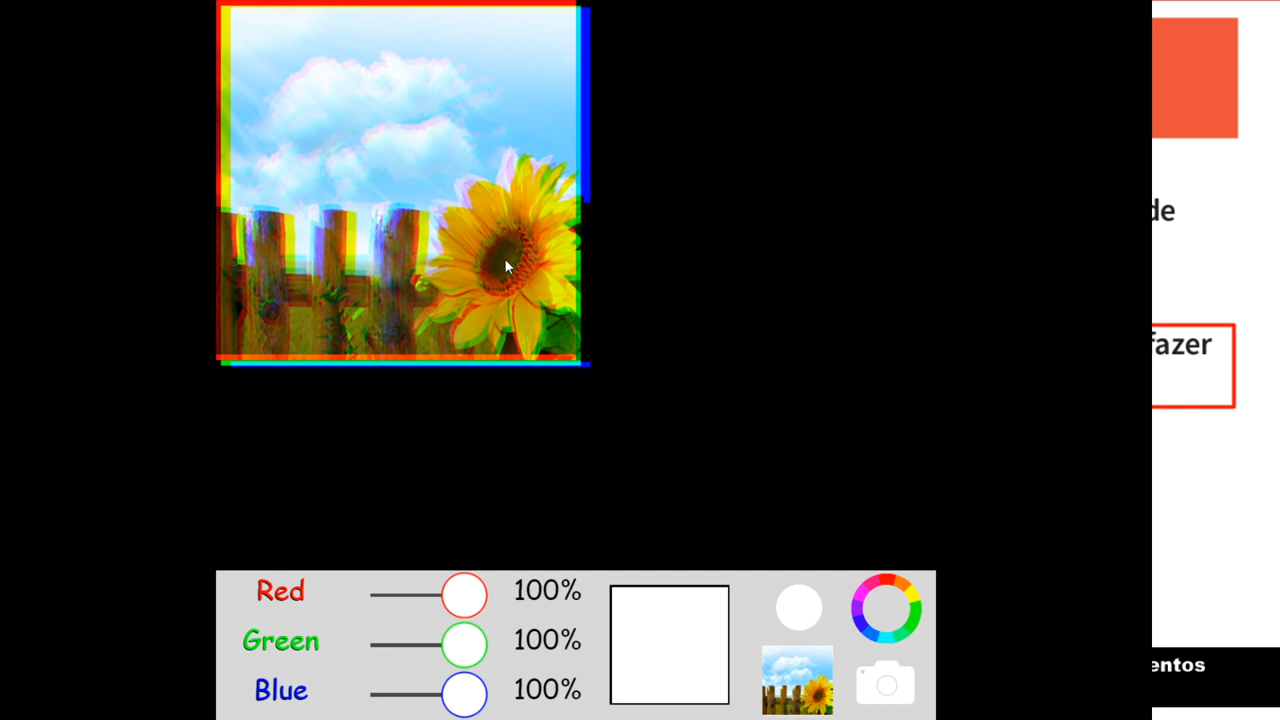 Red 100%
Green 100%
Blue 100%
de
fazer
entos